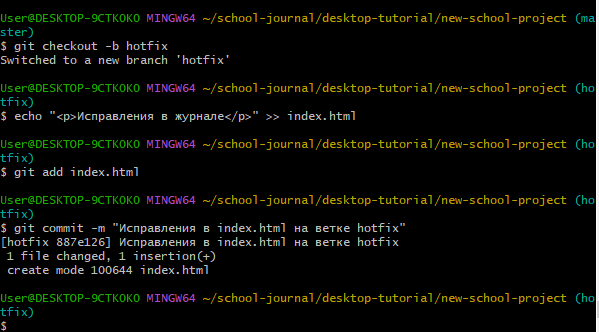 User@DESKTOP-9CTKOKO MINGW64 ~/school-journal/desktop-tutorial/new-school-project (ma
ster)
$ git checkout -b hotfix
Switched to a new branch 'hotfix'
User@DESKTOP-9CTKOKO MINGW64 ~/school-journal/desktop-tutorial/new-school-project (ho
tfix)
$ echo "<p>Исправления в журнале</p>" >> index.html
User@DESKTOP-9CTKOKO MINGW64 ~/school-journal/desktop-tutorial/new-school-project (ho
tfix)
$ git add index.html
User@DESKTOP-9CTKOKO MINGW64 ~/school-journal/desktop-tutorial/new-school-project (ho
tfix)
$ git commit -m "Исправления в index.html на ветке hotfix"
[hotfix 887e126] Исправления в index.html на ветке hotfix
 1 file changed, 1 insertion(+)
 create mode 100644 index.html
User@DESKTOP-9CTKOKO MINGW64 ~/school-journal/desktop-tutorial/new-school-project (ho
tfix)
$